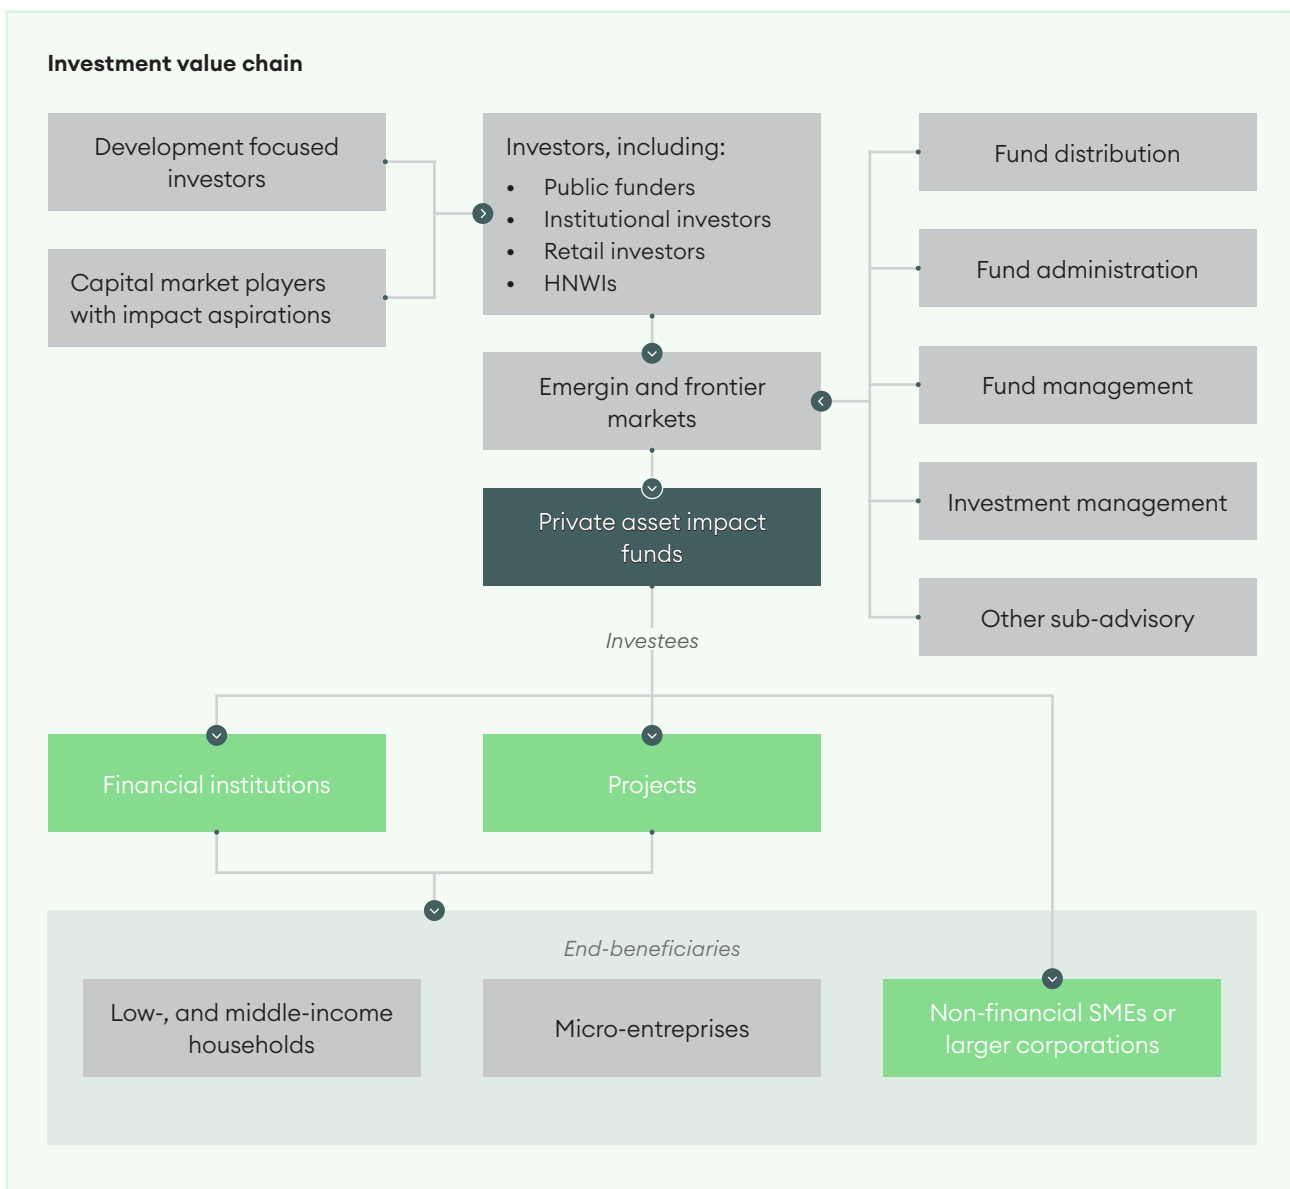 Investment value chain
Development focused
investors
Capital market players
with impact aspirations
Investors, including:
• Public funders
• Institutional investors
• Retail investors
• HNWIs
Emergin and frontier
markets
Private asset impact
funds
Fund distribution
Fund administration
Fund management
Investment management
Other sub-advisory
Investees
Financial institutions
Projects
End-beneficiaries
Low-, and middle-income
households
Micro-entreprises
Non-financial SMEs or
larger corporations